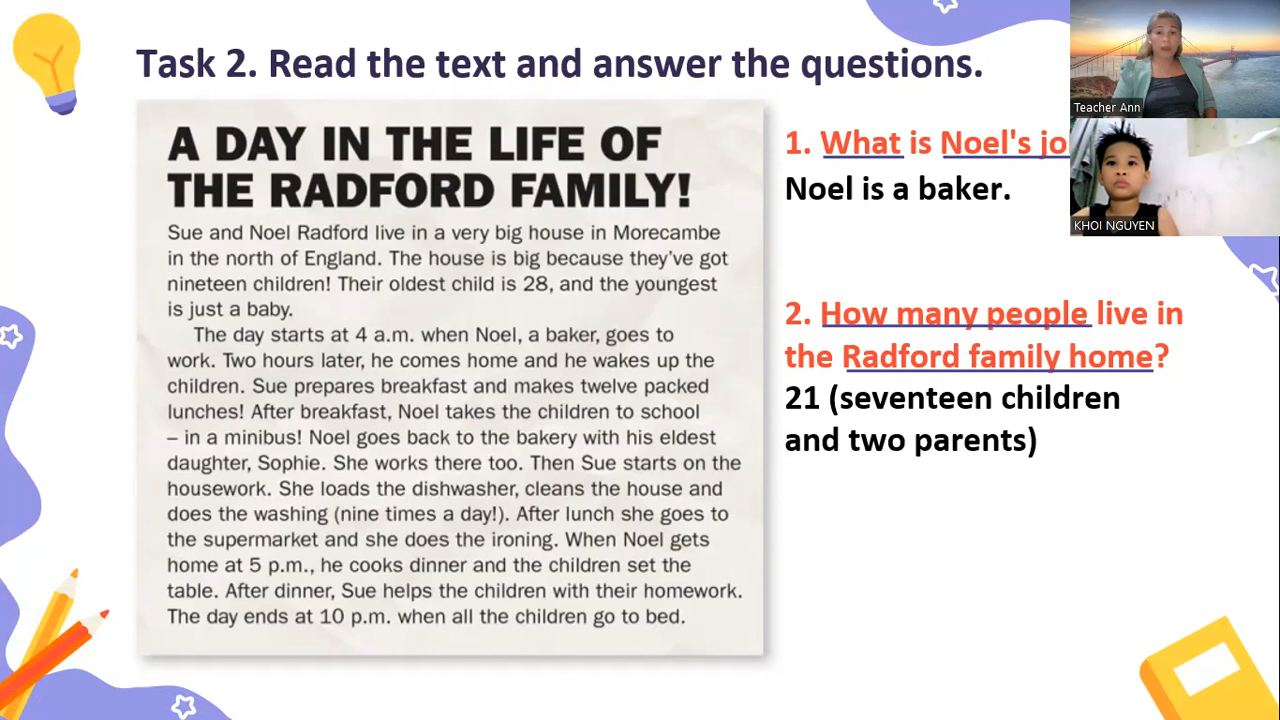 Task 2. Read the text and answer the questions.
A DAY IN THE LIFE OF
THE RADFORD FAMILY!
Sue and Noel Radford live in a very big house in Morecambe
in the north of England. The house is big because they've got
nineteen children! Their oldest child is 28, and the youngest
is just a baby.
The day starts at 4 a.m. when Noel, a baker, goes to
work. Two hours later, he comes home and he wakes up the
children. Sue prepares breakfast and makes twelve packed
lunches! After breakfast, Noel takes the children to school
– in a minibus! Noel goes back to the bakery with his eldest
daughter, Sophie. She works there too. Then Sue starts on the
housework. She loads the dishwasher, cleans the house and
does the washing (nine times a day!). After lunch she goes to
the supermarket and she does the ironing. When Noel gets
home at 5 p.m., he cooks dinner and the children set the
table. After dinner, Sue helps the children with their homework.
The day ends at 10 p.m. when all the children go to bed.
1. What is Noel's jo
Noel is a baker.
2. How many people live in
the Radford family home?
21 (seventeen children
and two parents)
Teacher Ann
KHOI NGUYEN